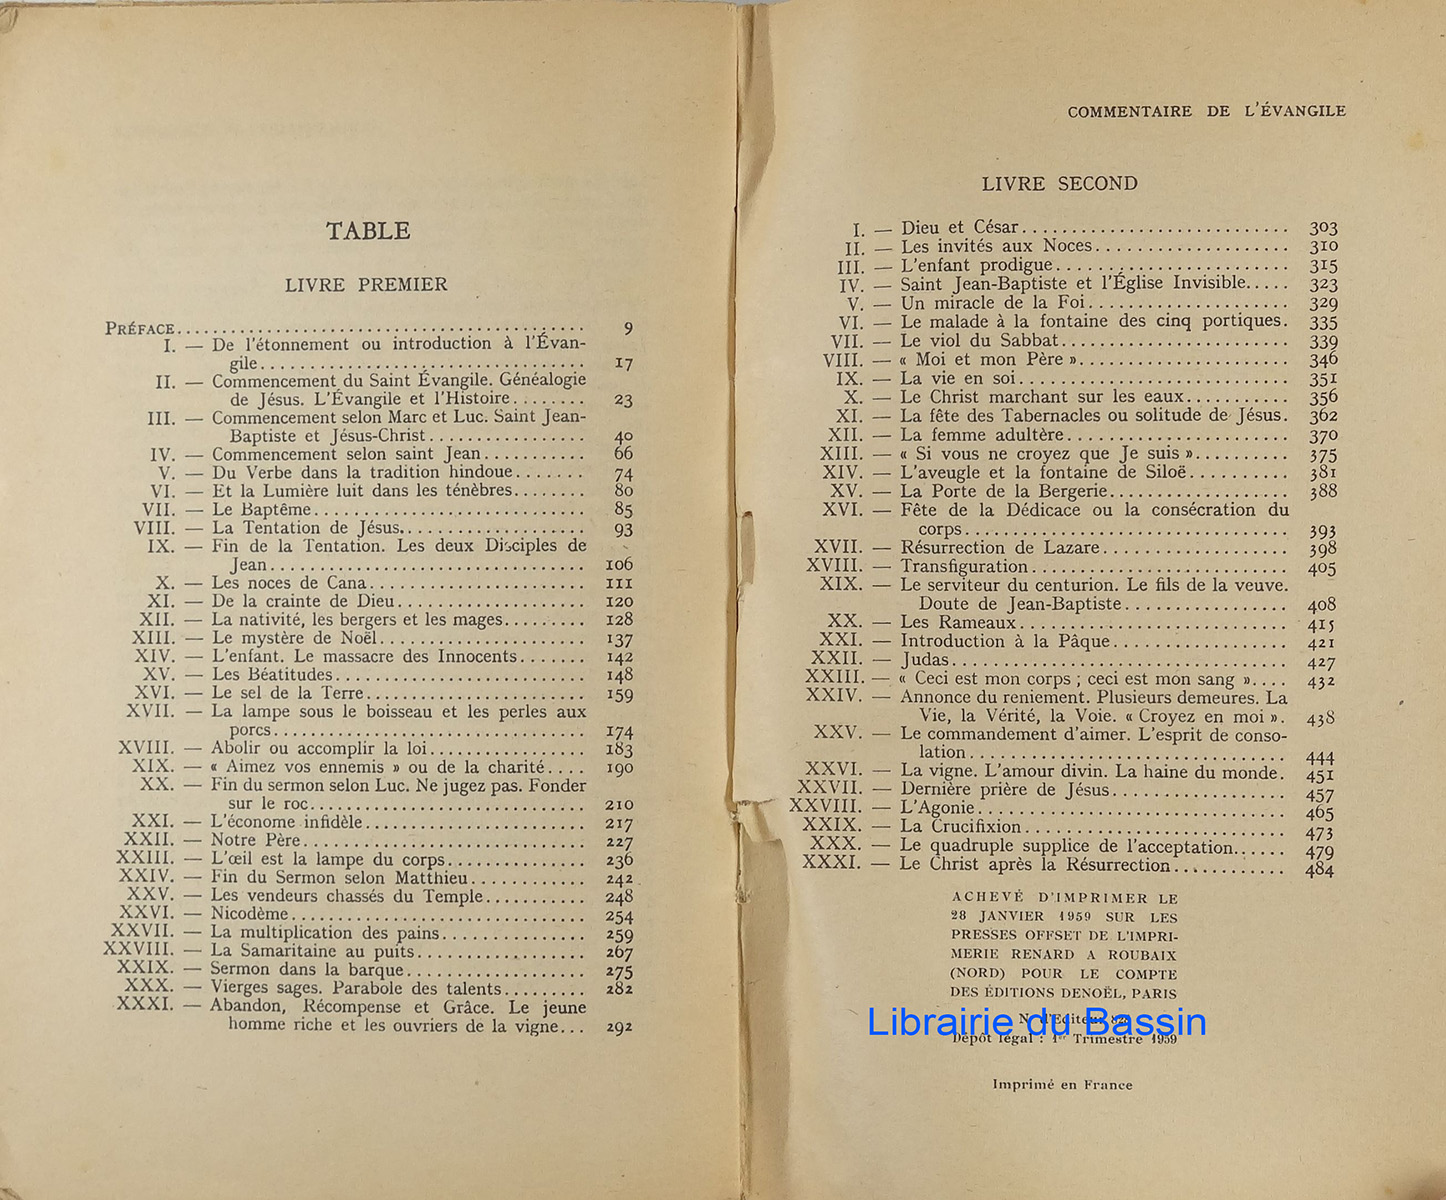 TABLE
LIVRE PREMIER
PRÉFACE............................................. 9
I. — De l'étonnement ou introduction à l'Évan-
gile.................................... 17
II. — Commencement du Saint Évangile. Généalogie
de Jésus. L'Évangile et l'Histoire........ 23
III. — Commencement selon Marc et Luc. Saint Jean-
Baptiste et Jésus-Christ................. 40
IV. — Commencement selon saint Jean........... 66
V. — Du Verbe dans la tradition hindoue....... 74
VI. — Et la Lumière luit dans les ténèbres........ 80
VII. — Le Baptême.............................. 85
VIII. — La Tentation de Jésus.................... 93
IX. — Fin de la Tentation. Les deux Disciples de
Jean................................... 106
X. — Les noces de Cana........................ 111
XI. — De la crainte de Dieu..................... 120
XII. — La nativité, les bergers et les mages......... 128
XIII. — Le mystère de Noël....................... 137
XIV. — L'enfant. Le massacre des Innocents....... 142
XV. — Les Béatitudes............................ 148
XVI. — Le sel de la Terre........................ 159
XVII. — La lampe sous le boisseau et les perles aux
porcs................................... 174
XVIII. — Abolir ou accomplir la loi................. 183
XIX. — « Aimez vos ennemis » ou de la charité.... 190
XX. — Fin du sermon selon Luc. Ne jugez pas. Fonder
sur le roc............................... 210
XXI. — L'économe infidèle........................ 217
XXII. — Notre Père............................... 227
XXIII. — L'œil est la lampe du corps............... 236
XXIV. — Fin du Sermon selon Matthieu............. 242
XXV. — Les vendeurs chassés du Temple........... 248
XXVI. — Nicodème................................ 254
XXVII. — La multiplication des pains................ 259
XXVIII. — La Samaritaine au puits................... 267
XXIX. — Sermon dans la barque.................... 275
XXX. — Vierges sages. Parabole des talents......... 282
XXXI. — Abandon, Récompense et Grâce. Le jeune
homme riche et les ouvriers de la vigne... 292
COMMENTAIRE DE L'ÉVANGILE
LIVRE SECOND
I. — Dieu et César........................... 303
II. — Les invités aux Noces.................... 310
III. — L'enfant prodigue........................ 315
IV. — Saint Jean-Baptiste et l'Église Invisible..... 323
V. — Un miracle de la Foi..................... 329
VI. — Le malade à la fontaine des cinq portiques. 335
VII. — Le viol du Sabbat....................... 339
VIII. — « Moi et mon Père »..................... 346
IX. — La vie en soi........................... 351
X. — Le Christ marchant sur les eaux.......... 356
XI. — La fête des Tabernacles ou solitude de Jésus. 362
XII. — La femme adultère....................... 370
XIII. — « Si vous ne croyez que Je suis ».......... 375
XIV. — L'aveugle et la fontaine de Siloë.......... 381
XV. — La Porte de la Bergerie.................. 388
XVI. — Fête de la Dédicace ou la consécration du
corps................................. 393
XVII. — Résurrection de Lazare................... 398
XVIII. — Transfiguration.......................... 405
XIX. — Le serviteur du centurion. Le fils de la veuve.
Doute de Jean-Baptiste................. 408
XX. — Les Rameaux........................... 415
XXI. — Introduction à la Pâque.................. 421
XXII. — Judas.................................. 427
XXIII. — « Ceci est mon corps ; ceci est mon sang ».... 432
XXIV. — Annonce du reniement. Plusieurs demeures. La
Vie, la Vérité, la Voie. « Croyez en moi ». 438
XXV. — Le commandement d'aimer. L'esprit de conso-
lation................................. 444
XXVI. — La vigne. L'amour divin. La haine du monde. 451
XXVII. — Dernière prière de Jésus.................. 457
XXVIII. — L'Agonie................................ 465
XXIX. — La Crucifixion........................... 473
XXX. — Le quadruple supplice de l'acceptation...... 479
XXXI. — Le Christ après la Résurrection............ 484
ACHEVÉ D'IMPRIMER LE
28 JANVIER 1959 SUR LES
PRESSES OFFSET DE L'IMPRI-
MERIE RENARD A ROUBAIX
(NORD) POUR LE COMPTE
DES ÉDITIONS DENOËL, PARIS
N° d'Editeur
Librairie du Bassin
Dépôt légal : 1er Trimestre 1959
Imprimé en France